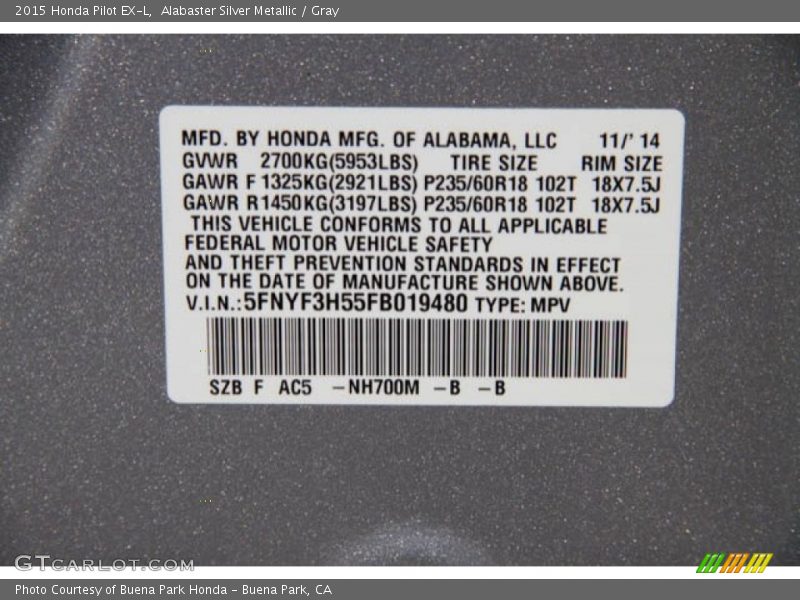 2015 Honda Pilot EX-L, Alabaster Silver Metallic / Gray
MFD. BY HONDA MFG. OF ALABAMA, LLC 11/' 14
GVWR 2700KG(5953LBS) TIRE SIZE RIM SIZE
GAWR F 1325KG(2921LBS) P235/60R18 102T 18X7.5J
GAWR R 1450KG(3197LBS) P235/60R18 102T 18X7.5J
THIS VEHICLE CONFORMS TO ALL APPLICABLE
FEDERAL MOTOR VEHICLE SAFETY
AND THEFT PREVENTION STANDARDS IN EFFECT
ON THE DATE OF MANUFACTURE SHOWN ABOVE.
V.I.N.: 5FNYF3H55FB019480 TYPE: MPV
SZB F AC5 -NH700M -B -B
GTCARLOT.COM
Photo Courtesy of Buena Park Honda - Buena Park, CA